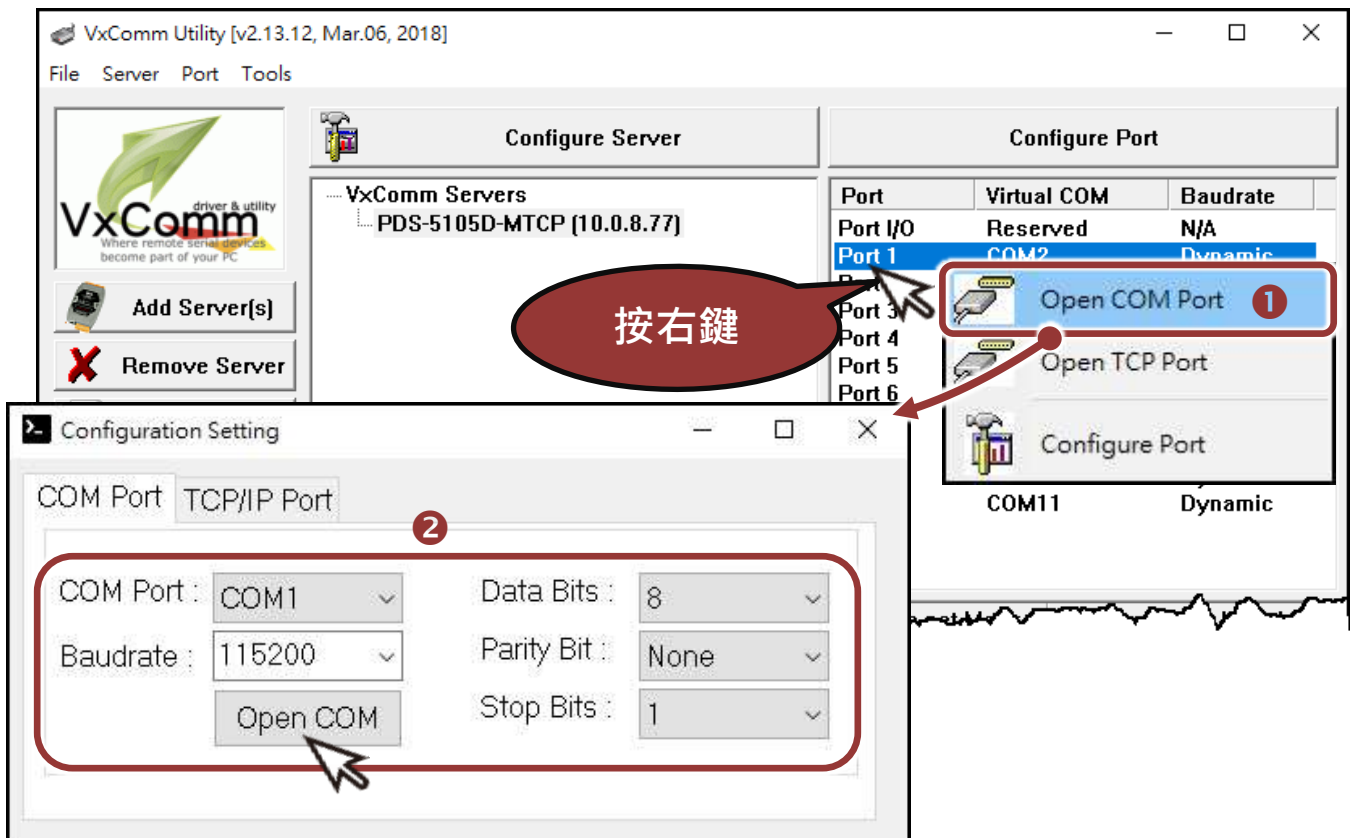 VxComm Utility [v2.13.12, Mar.06, 2018]
File Server Port Tools
Configure Server
Configure Port
VxComm
driver & utility
Where remote serial devices
become part of your PC
VxComm Servers
PDS-5105D-MTCP (10.0.8.77)
Port Virtual COM Baudrate
Port I/O Reserved N/A
Port 1 COM2 Dynamic
Port 3
Port 4
Port 5
Port 6
COM11 Dynamic
Add Server(s)
Remove Server
按右鍵
Open COM Port 1
Open TCP Port
Configure Port
Configuration Setting
COM Port TCP/IP Port
2
COM Port : COM1 Data Bits : 8
Baudrate : 115200 Parity Bit : None
Open COM Stop Bits : 1